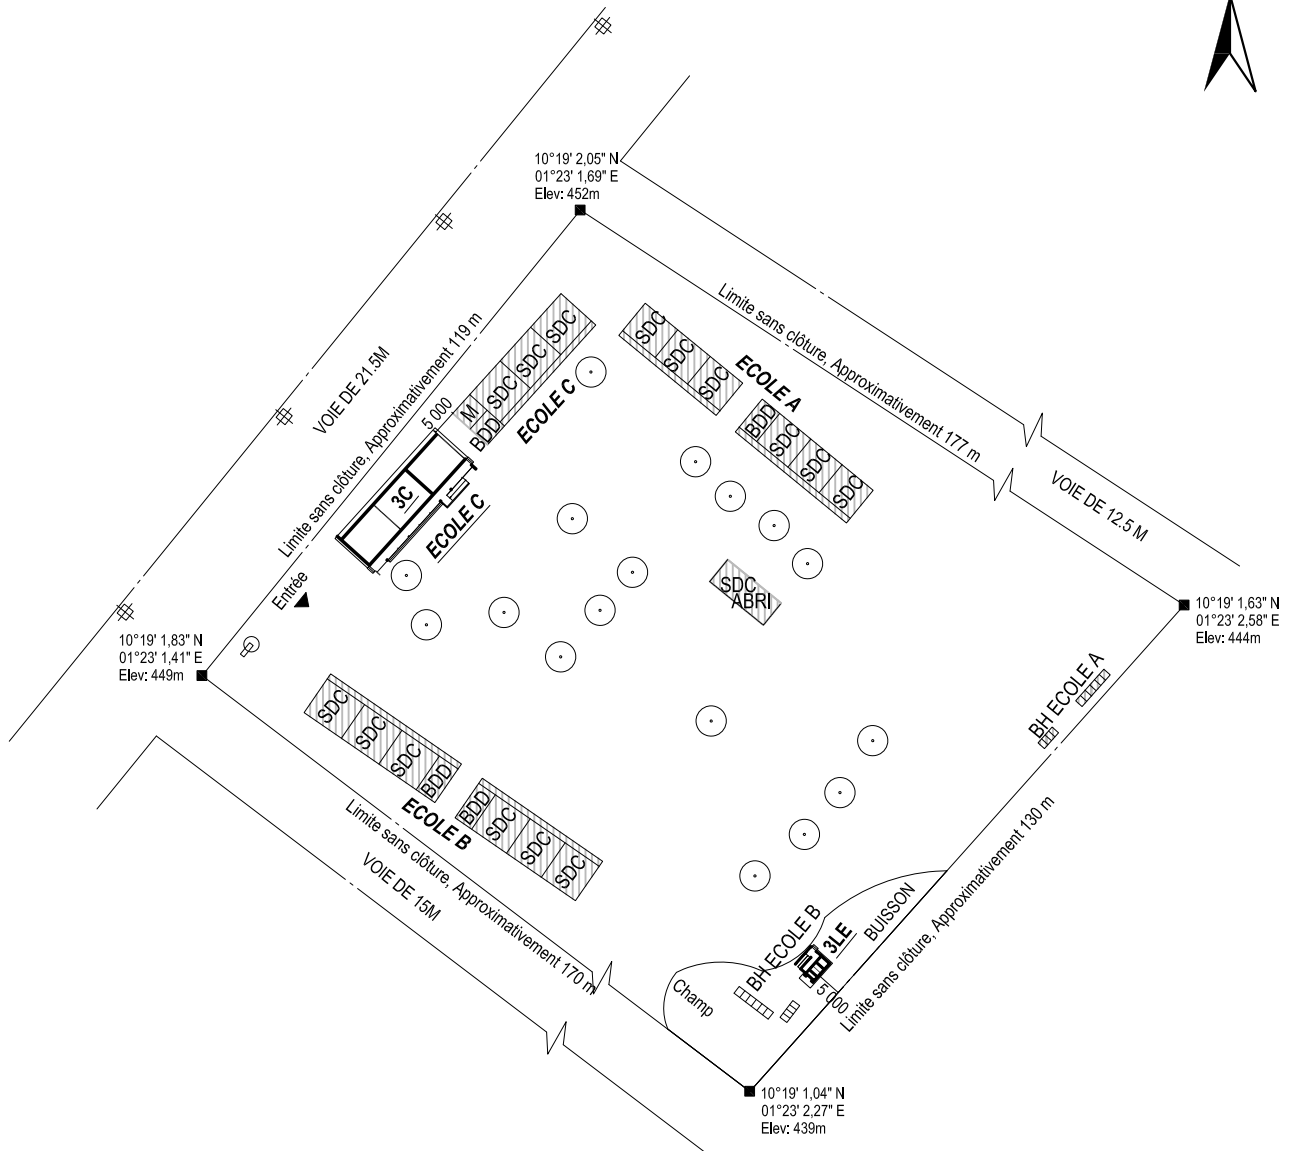 10°19' 2,05" N
01°23' 1,69" E
Elev: 452m
VOIE DE 21.5M
Limite sans clôture, Approximativement 119 m
Limite sans clôture, Approximativement 177 m
VOIE DE 12.5 M
SDC
SDC
SDC
SDC
M
BDD
ECOLE C
5 000
3C
ECOLE C
SDC
SDC
SDC
ECOLE A
BDD
SDC
SDC
SDC
SDC
ABRI
Entrée
10°19' 1,83" N
01°23' 1,41" E
Elev: 449m
10°19' 1,63" N
01°23' 2,58" E
Elev: 444m
BH ECOLE A
SDC
SDC
SDC
BDD
ECOLE B
BDD
SDC
SDC
SDC
Limite sans clôture, Approximativement 170 m
VOIE DE 15M
Limite sans clôture, Approximativement 130 m
BUISSON
3LE
BH ECOLE B
5 000
Champ
10°19' 1,04" N
01°23' 2,27" E
Elev: 439m